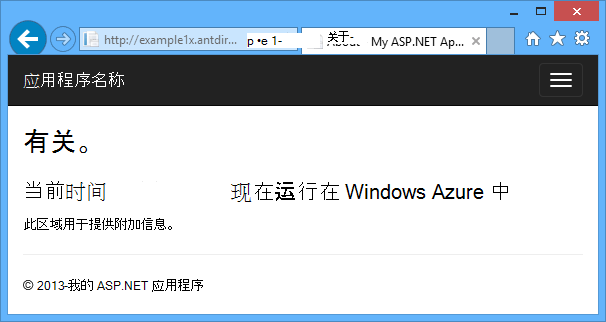 http://example1x.antdir... p •e 1-
关于- My ASP.NET Ap...
应用程序名称
有关。
当前时间 现在运行在 Windows Azure 中
此区域用于提供附加信息。
© 2013-我的 ASP.NET 应用程序